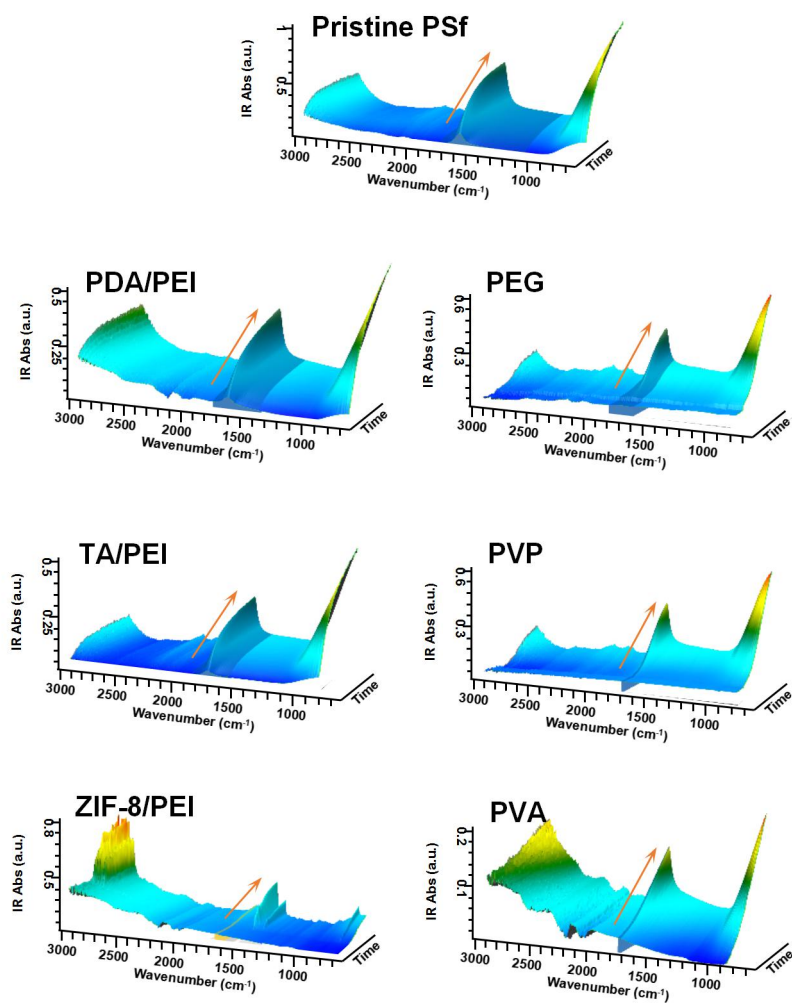 Pristine PSf
IR Abs (a.u.)
1
0.5
3000
2500
2000
1500
1000
Wavenumber (cm⁻¹)
Time
PDA/PEI
IR Abs (a.u.)
0.5
0.25
3000
2500
2000
1500
1000
Wavenumber (cm⁻¹)
Time
PEG
IR Abs (a.u.)
0.6
0.3
3000
2500
2000
1500
1000
Wavenumber (cm⁻¹)
Time
TA/PEI
IR Abs (a.u.)
0.5
0.25
3000
2500
2000
1500
1000
Wavenumber (cm⁻¹)
Time
PVP
IR Abs (a.u.)
0.6
0.3
3000
2500
2000
1500
1000
Wavenumber (cm⁻¹)
Time
ZIF-8/PEI
IR Abs (a.u.)
0.8
0.5
3000
2500
2000
1500
1000
Wavenumber (cm⁻¹)
Time
PVA
IR Abs (a.u.)
0.2
0.1
3000
2500
2000
1500
1000
Wavenumber (cm⁻¹)
Time